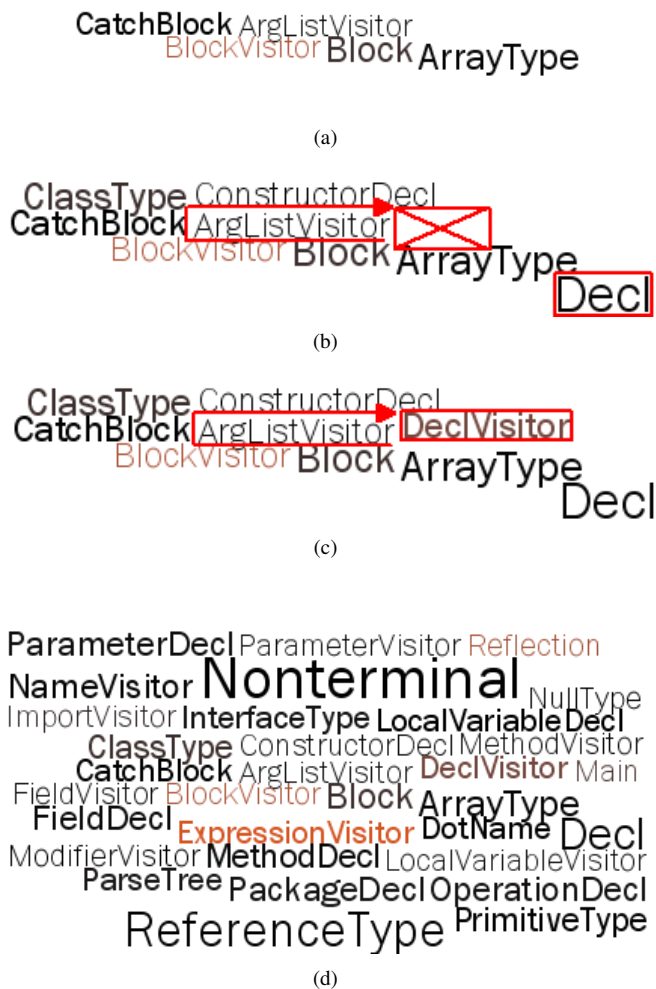 CatchBlock ArgListVisitor
BlockVisitor Block ArrayType
(a)
ClassType ConstructorDecl
CatchBlock ArgListVisitor
BlockVisitor Block ArrayType
Decl
(b)
ClassType ConstructorDecl
CatchBlock ArgListVisitor DeclVisitor
BlockVisitor Block ArrayType
Decl
(c)
ParameterDecl ParameterVisitor Reflection
NameVisitor Nonterminal NullType
ImportVisitor InterfaceType LocalVariableDecl
ClassType ConstructorDecl MethodVisitor
CatchBlock ArgListVisitor DeclVisitor Main
FieldVisitor BlockVisitor Block ArrayType
FieldDecl ExpressionVisitor DotName Decl
ModifierVisitor MethodDecl LocalVariableVisitor
ParseTree PackageDecl OperationDecl
ReferenceType PrimitiveType
(d)